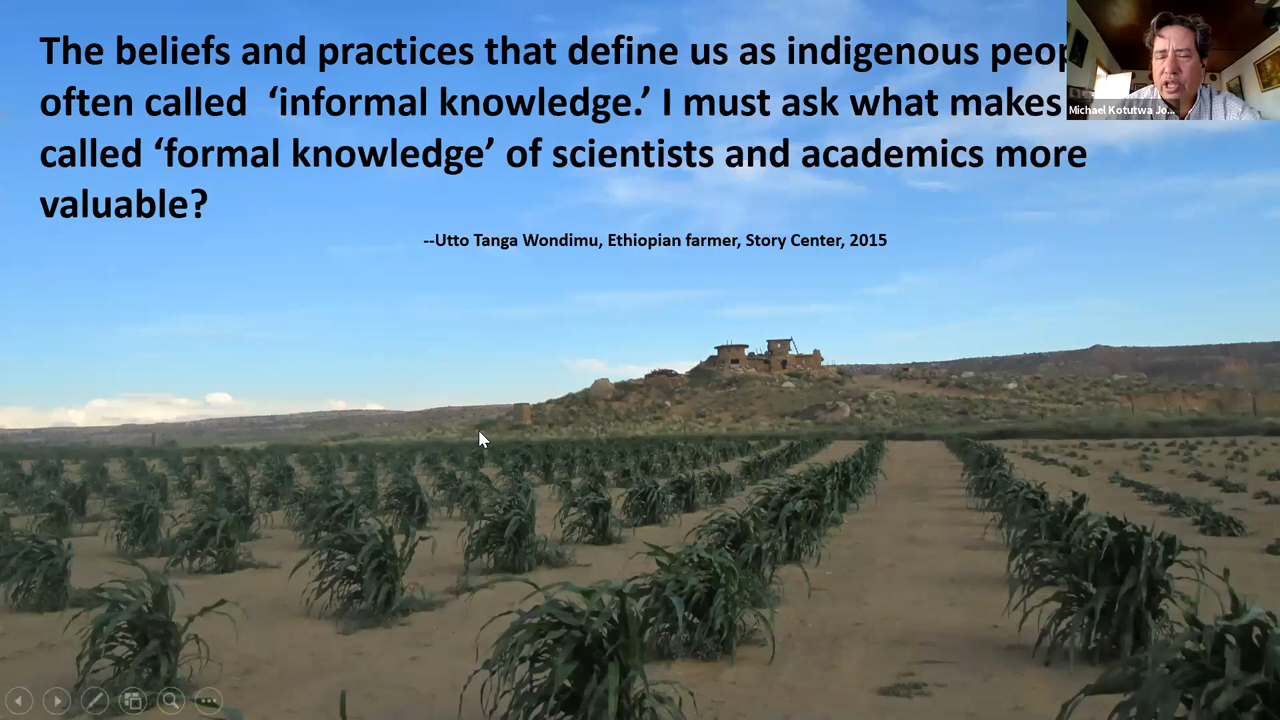 The beliefs and practices that define us as indigenous peop
often called ‘informal knowledge.’ I must ask what makes
called ‘formal knowledge’ of scientists and academics more
valuable?
--Utto Tanga Wondimu, Ethiopian farmer, Story Center, 2015
Michael Kotutwa Jo...